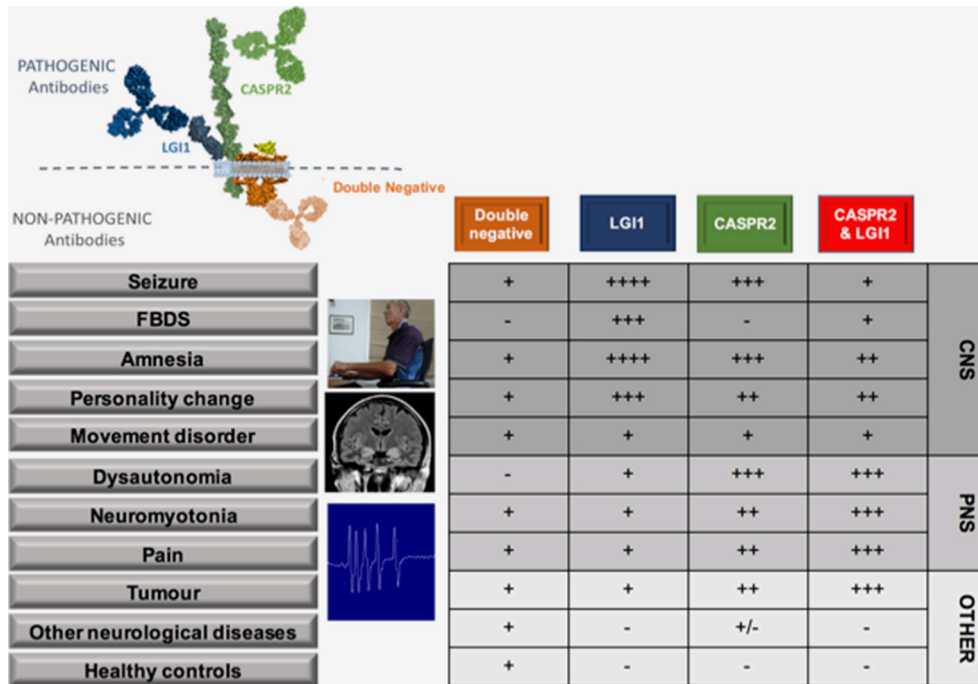 PATHOGENIC
Antibodies
CASPR2
LGI1
Double Negative
NON-PATHOGENIC
Antibodies
Double negative LGI1 CASPR2 CASPR2 & LGI1
Seizure + ++++ +++ +
FBDS - +++ - +
Amnesia + ++++ +++ ++
Personality change + +++ ++ ++
Movement disorder + + + +
CNS
Dysautonomia - + +++ +++
Neuromyotonia + + ++ +++
Pain + + ++ +++
PNS
Tumour + + ++ +++
Other neurological diseases + - +/- -
Healthy controls + - - -
OTHER